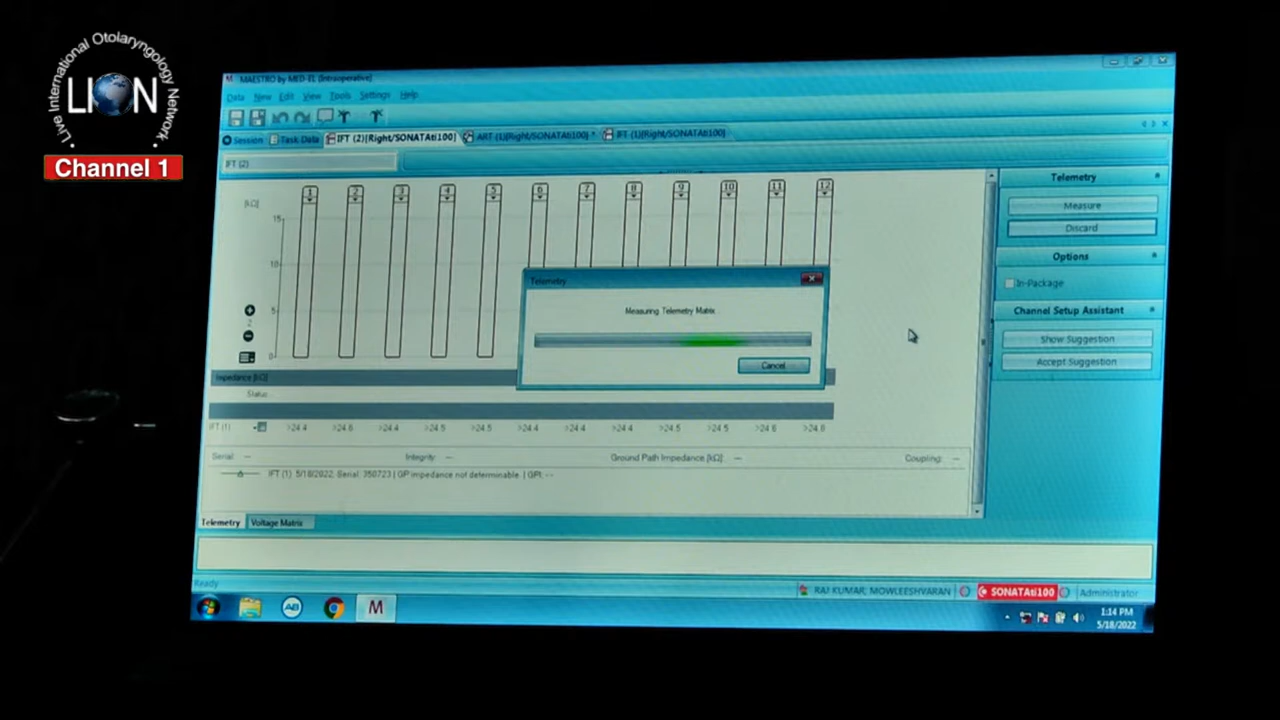 Live International Otolaryngology Network
LION
Channel 1
MAESTRO by MED-EL (Intraoperative)
Data New Edit View Tools Settings Help
Session Task Data IFT (2)[Right/SONATAti100] ART (1)[Right/SONATAti100] * IFT (1)[Right/SONATAti100]
IFT (2)
Telemetry
[kΩ] 1 2 3 4 5 6 7 8 9 10 11 12
Measure
15
Discard
10
Options
In-Package
Telemetry
Measuring Telemetry Matrix
Cancel
5
2
0
Channel Setup Assistant
Show Suggestion
Accept Suggestion
Impedance [kΩ]
Status
IFT (1) >24.4 >24.6 >24.4 >24.5 >24.5 >24.4 >24.4 >24.4 >24.5 >24.5 >24.6 >24.8
Serial: -- Integrity: -- Ground Path Impedance [kΩ]: -- Coupling: --
IFT (1) 5/18/2022, Serial: 350723 | GP impedance not determinable. | GPI: --
Telemetry Voltage Matrix
Ready
RAJ KUMAR, MOWLEESHVARAN SONATAti100 Administrator
AB M
1:14 PM
5/18/2022